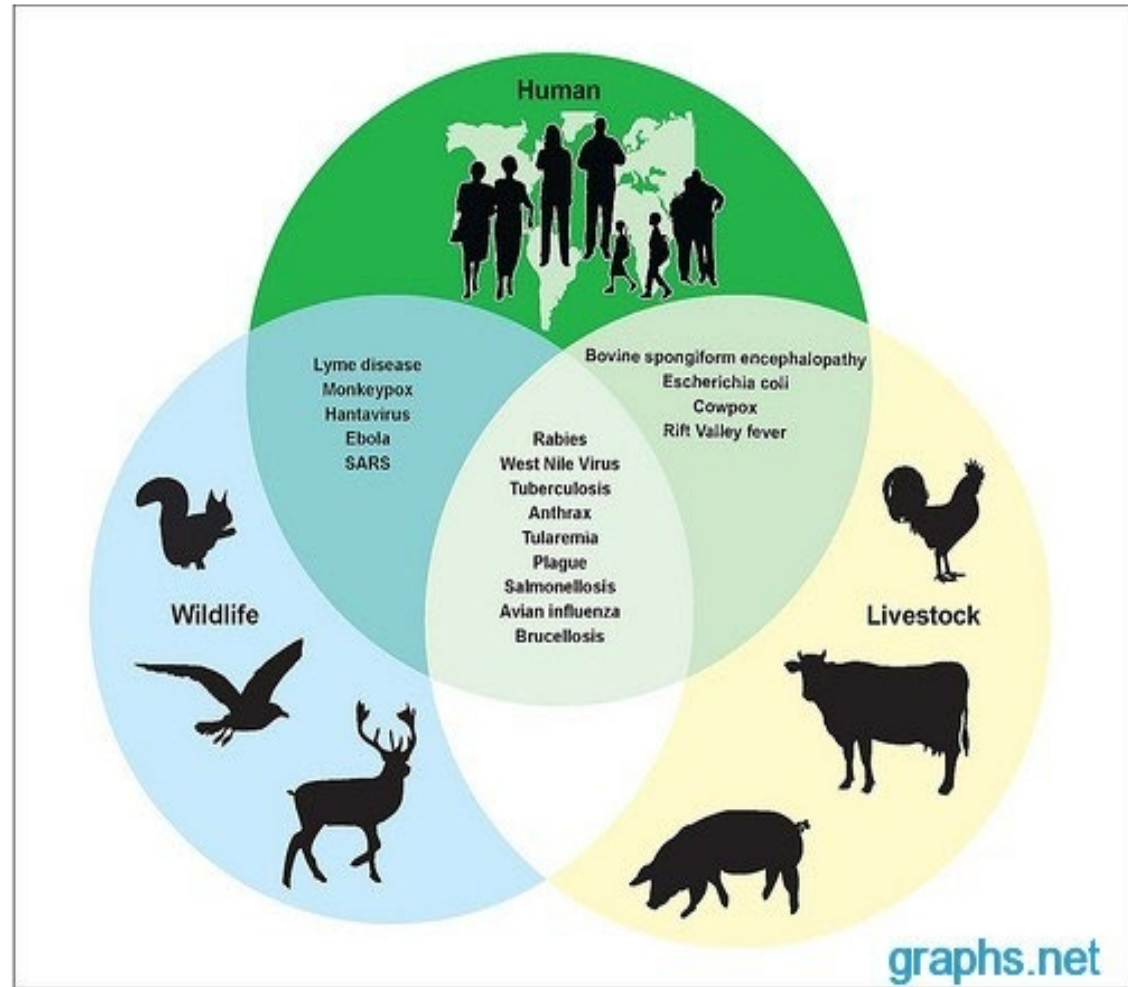 Human
Lyme disease
Monkeypox
Hantavirus
Ebola
SARS
Bovine spongiform encephalopathy
Escherichia coli
Cowpox
Rift Valley fever
Rabies
West Nile Virus
Tuberculosis
Anthrax
Tularemia
Plague
Salmonellosis
Avian influenza
Brucellosis
Wildlife
Livestock
graphs.net